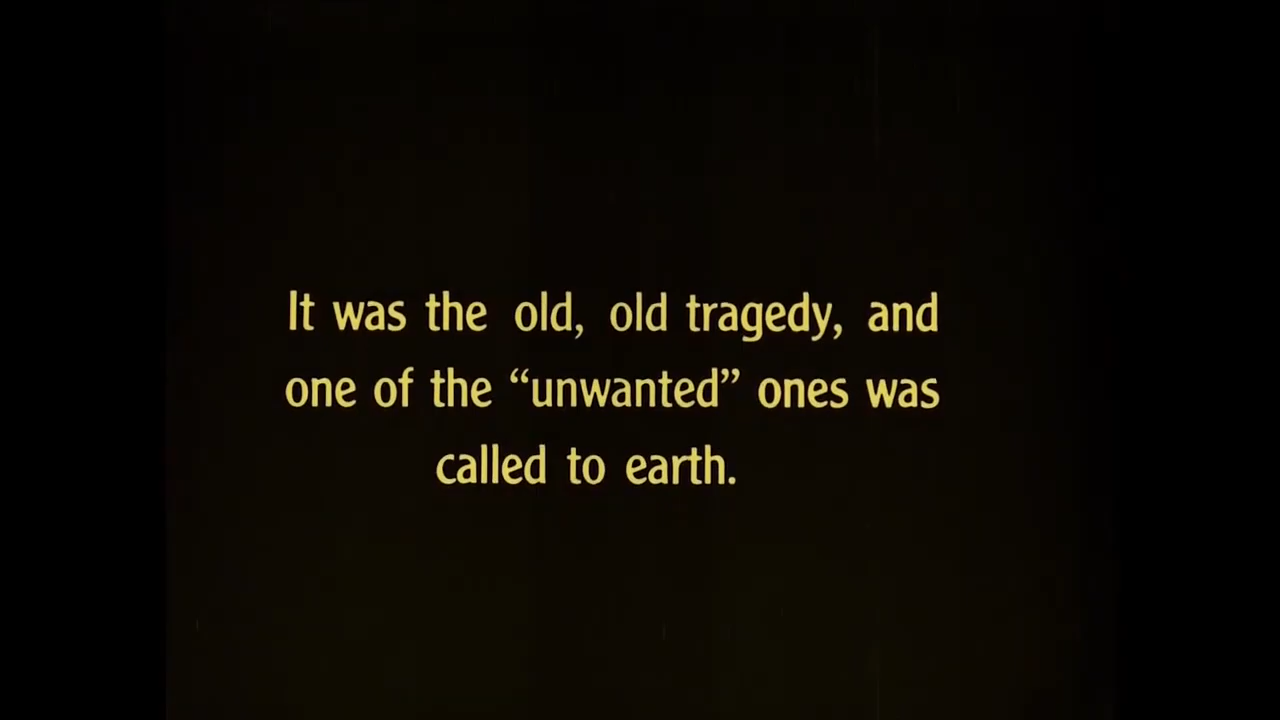 It was the old, old tragedy, and
one of the “unwanted” ones was
called to earth.